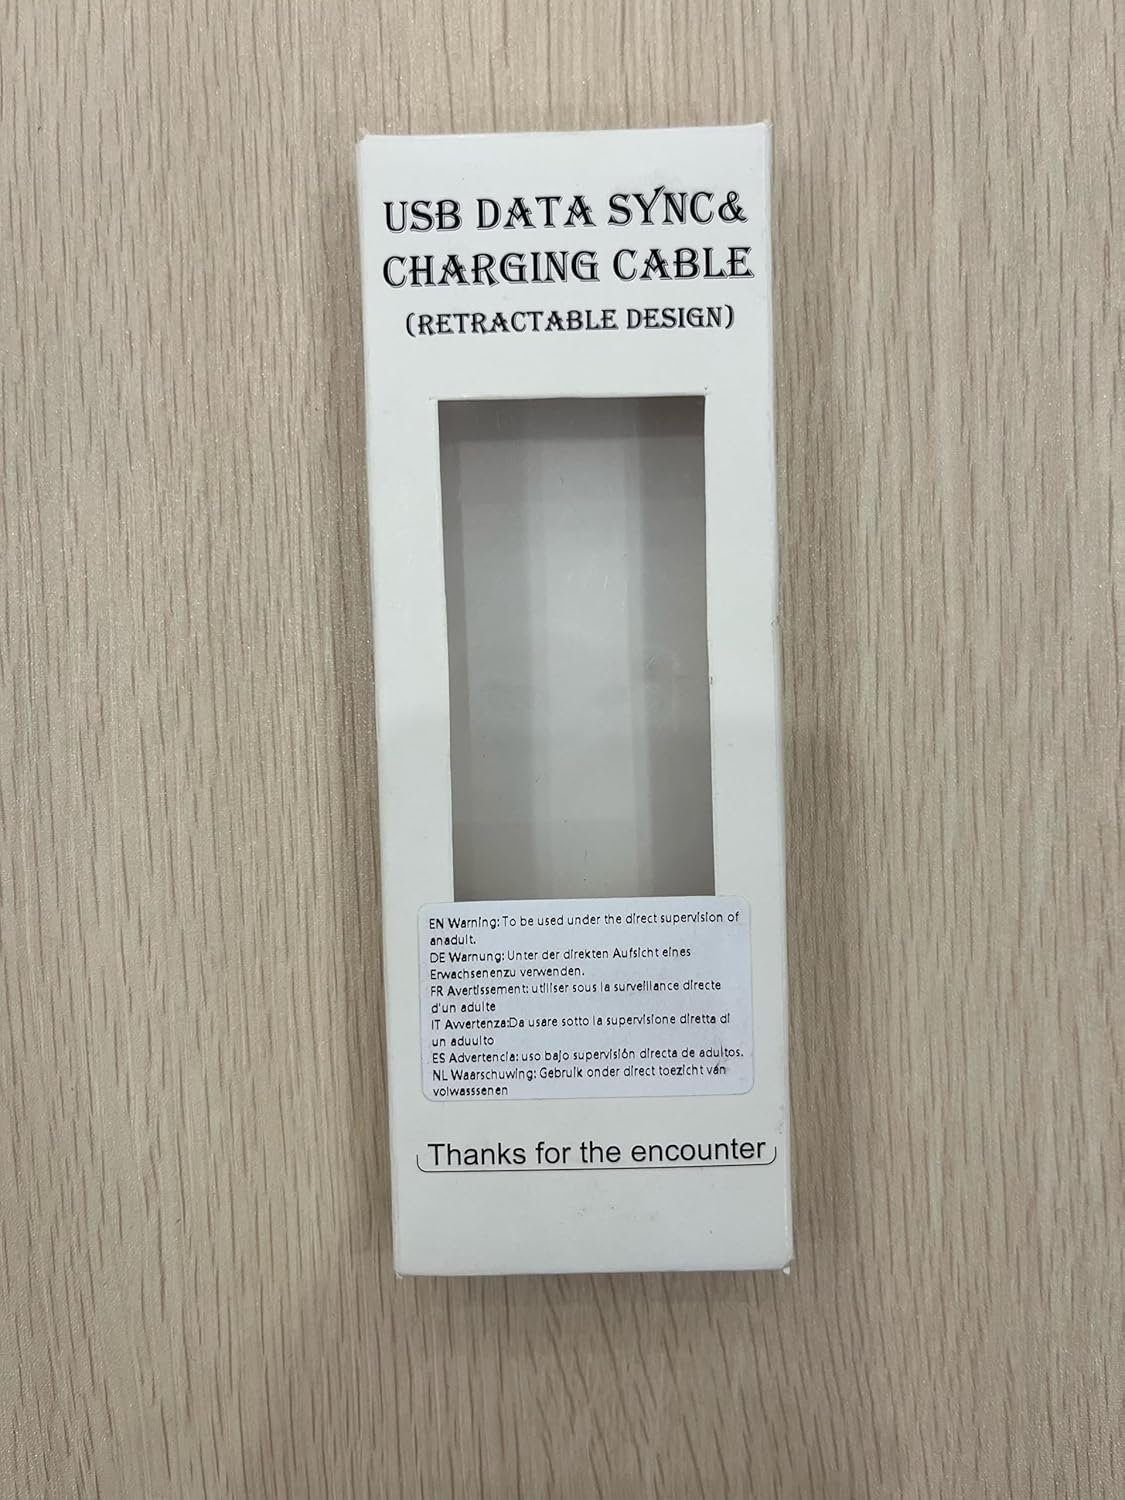 USB DATA SYNC&
CHARGING CABLE
(RETRACTABLE DESIGN)
EN Warning: To be used under the direct supervision of
anadult.
DE Warnung: Unter der direkten Aufsicht eines
Erwachsenenzu verwenden.
FR Avertissement: utiliser sous la surveillance directe
d'un adulte
IT Avvertenza:Da usare sotto la supervisione diretta di
un aduulto
ES Advertencia: uso bajo supervisión directa de adultos.
NL Waarschuwing: Gebruik onder direct toezicht van
volwasssenen
Thanks for the encounter